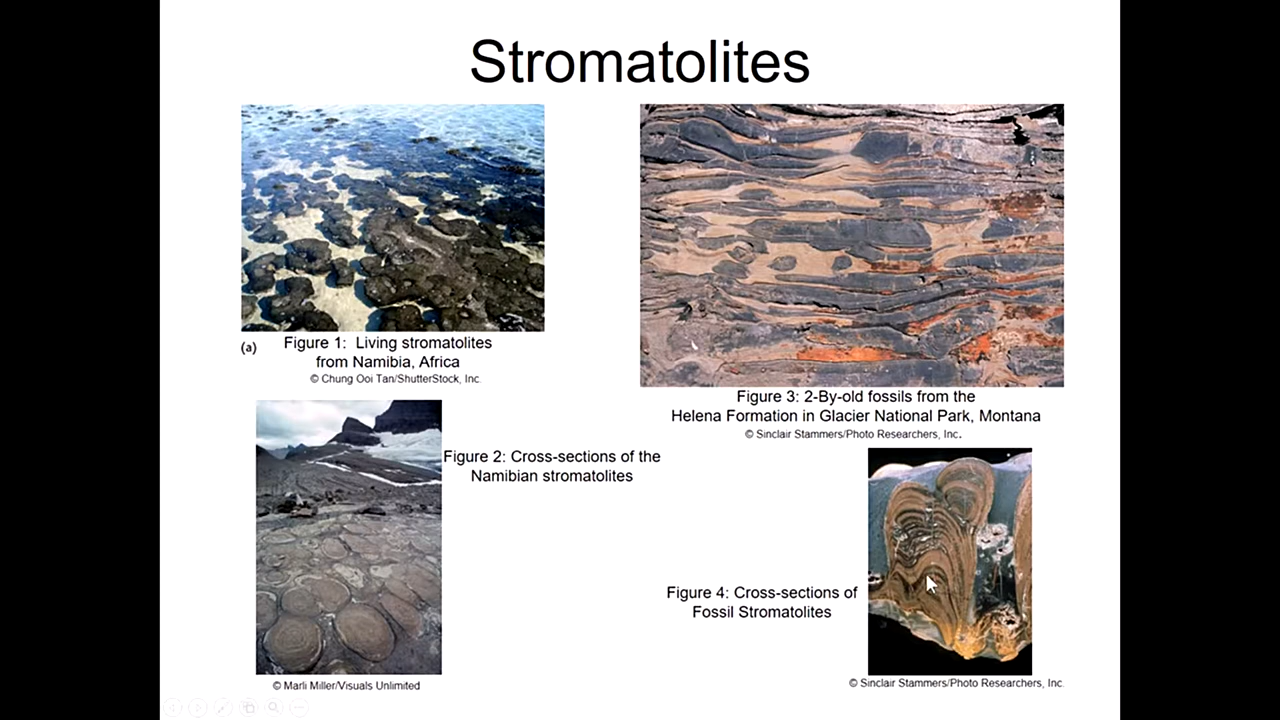 Stromatolites
(a)
Figure 1:  Living stromatolites
from Namibia, Africa
© Chung Ooi Tan/ShutterStock, Inc.
Figure 3: 2-By-old fossils from the
Helena Formation in Glacier National Park, Montana
© Sinclair Stammers/Photo Researchers, Inc.
Figure 2: Cross-sections of the
Namibian stromatolites
© Marli Miller/Visuals Unlimited
Figure 4: Cross-sections of
Fossil Stromatolites
© Sinclair Stammers/Photo Researchers, Inc.